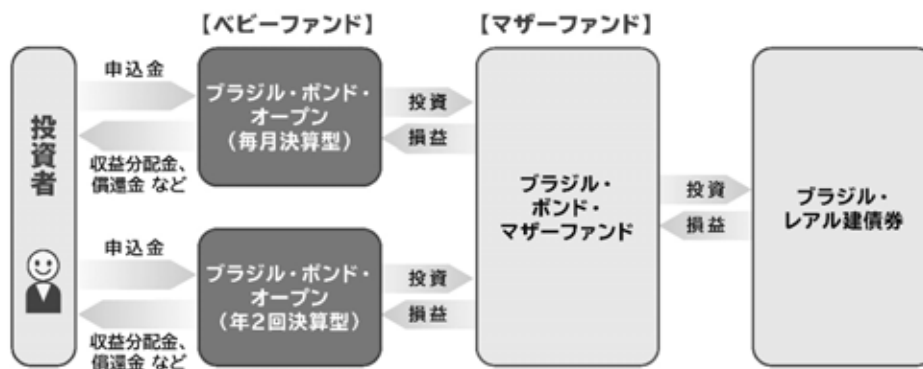 【ベビーファンド】
【マザーファンド】
投資者
申込金
収益分配金、
償還金 など
ブラジル・ボンド・
オープン
（毎月決算型）
投資
損益
申込金
収益分配金、
償還金 など
ブラジル・ボンド・
オープン
（年2回決算型）
投資
損益
ブラジル・
ボンド・
マザーファンド
投資
損益
ブラジル・
レアル建債券